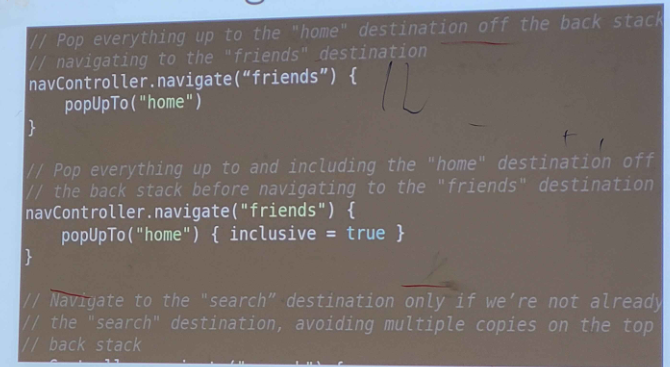 // Pop everything up to the "home" destination off the back stack
// navigating to the "friends" destination
navController.navigate(“friends”) {
popUpTo("home")
}
// Pop everything up to and including the "home" destination off
// the back stack before navigating to the "friends" destination
navController.navigate("friends") {
popUpTo("home") { inclusive = true }
}
// Navigate to the "search” destination only if we’re not already
// the "search" destination, avoiding multiple copies on the top
// back stack